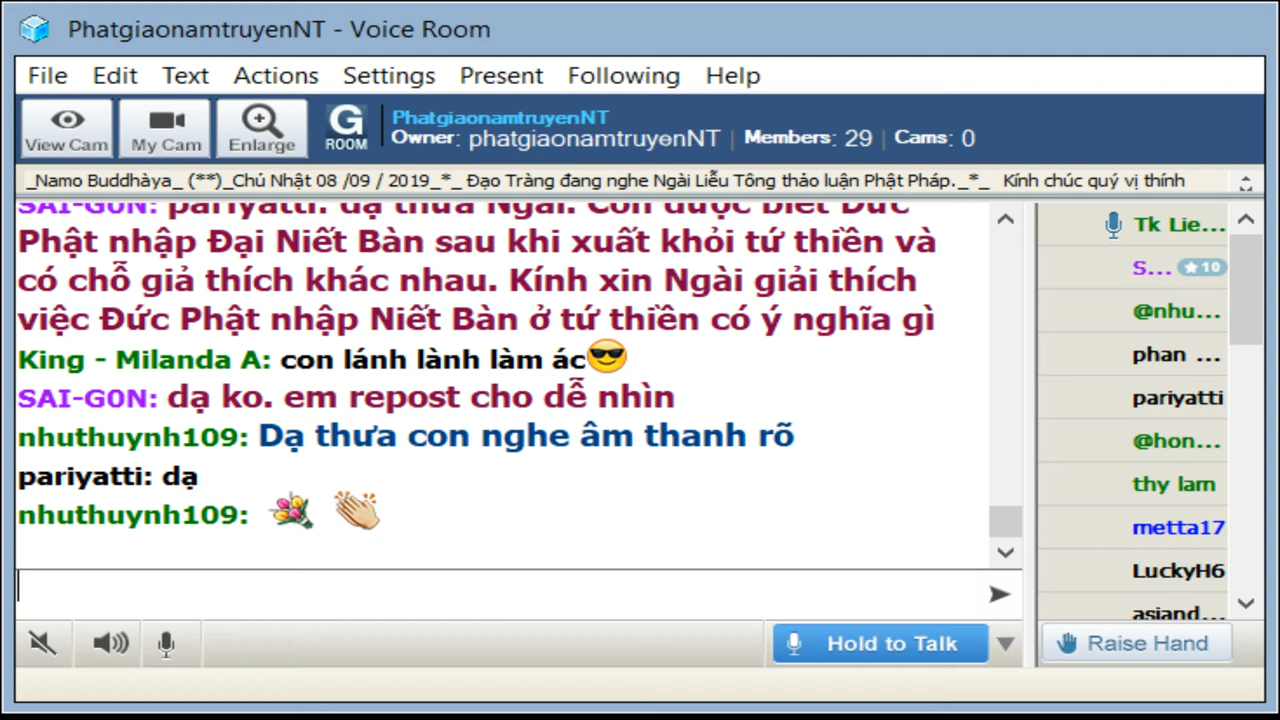 PhatgiaonamtruyenNT - Voice Room
File Edit Text Actions Settings Present Following Help
View Cam My Cam Enlarge G ROOM
PhatgiaonamtruyenNT
Owner: phatgiaonamtruyenNT | Members: 29 | Cams: 0
_Namo Buddhàya_ (**)_Chủ Nhật 08 /09 / 2019_*_ Đạo Tràng đang nghe Ngài Liễu Tông thảo luận Phật Pháp._*_ Kính chúc quý vị thính
SAI-G0N: pariyatti: dạ thưa Ngài. Con được biết Đức
Phật nhập Đại Niết Bàn sau khi xuất khỏi tứ thiền và
có chỗ giả thích khác nhau. Kính xin Ngài giải thích
việc Đức Phật nhập Niết Bàn ở tứ thiền có ý nghĩa gì
King - Milanda A: con lánh lành làm ác😎
SAI-G0N: dạ ko. em repost cho dễ nhìn
nhuthuynh109: Dạ thưa con nghe âm thanh rõ
pariyatti: dạ
nhuthuynh109:
Tk Lie...
S... 10
@nhu...
phan ...
pariyatti
@hon...
thy lam
metta17
LuckyH6
asiand...
Hold to Talk
Raise Hand